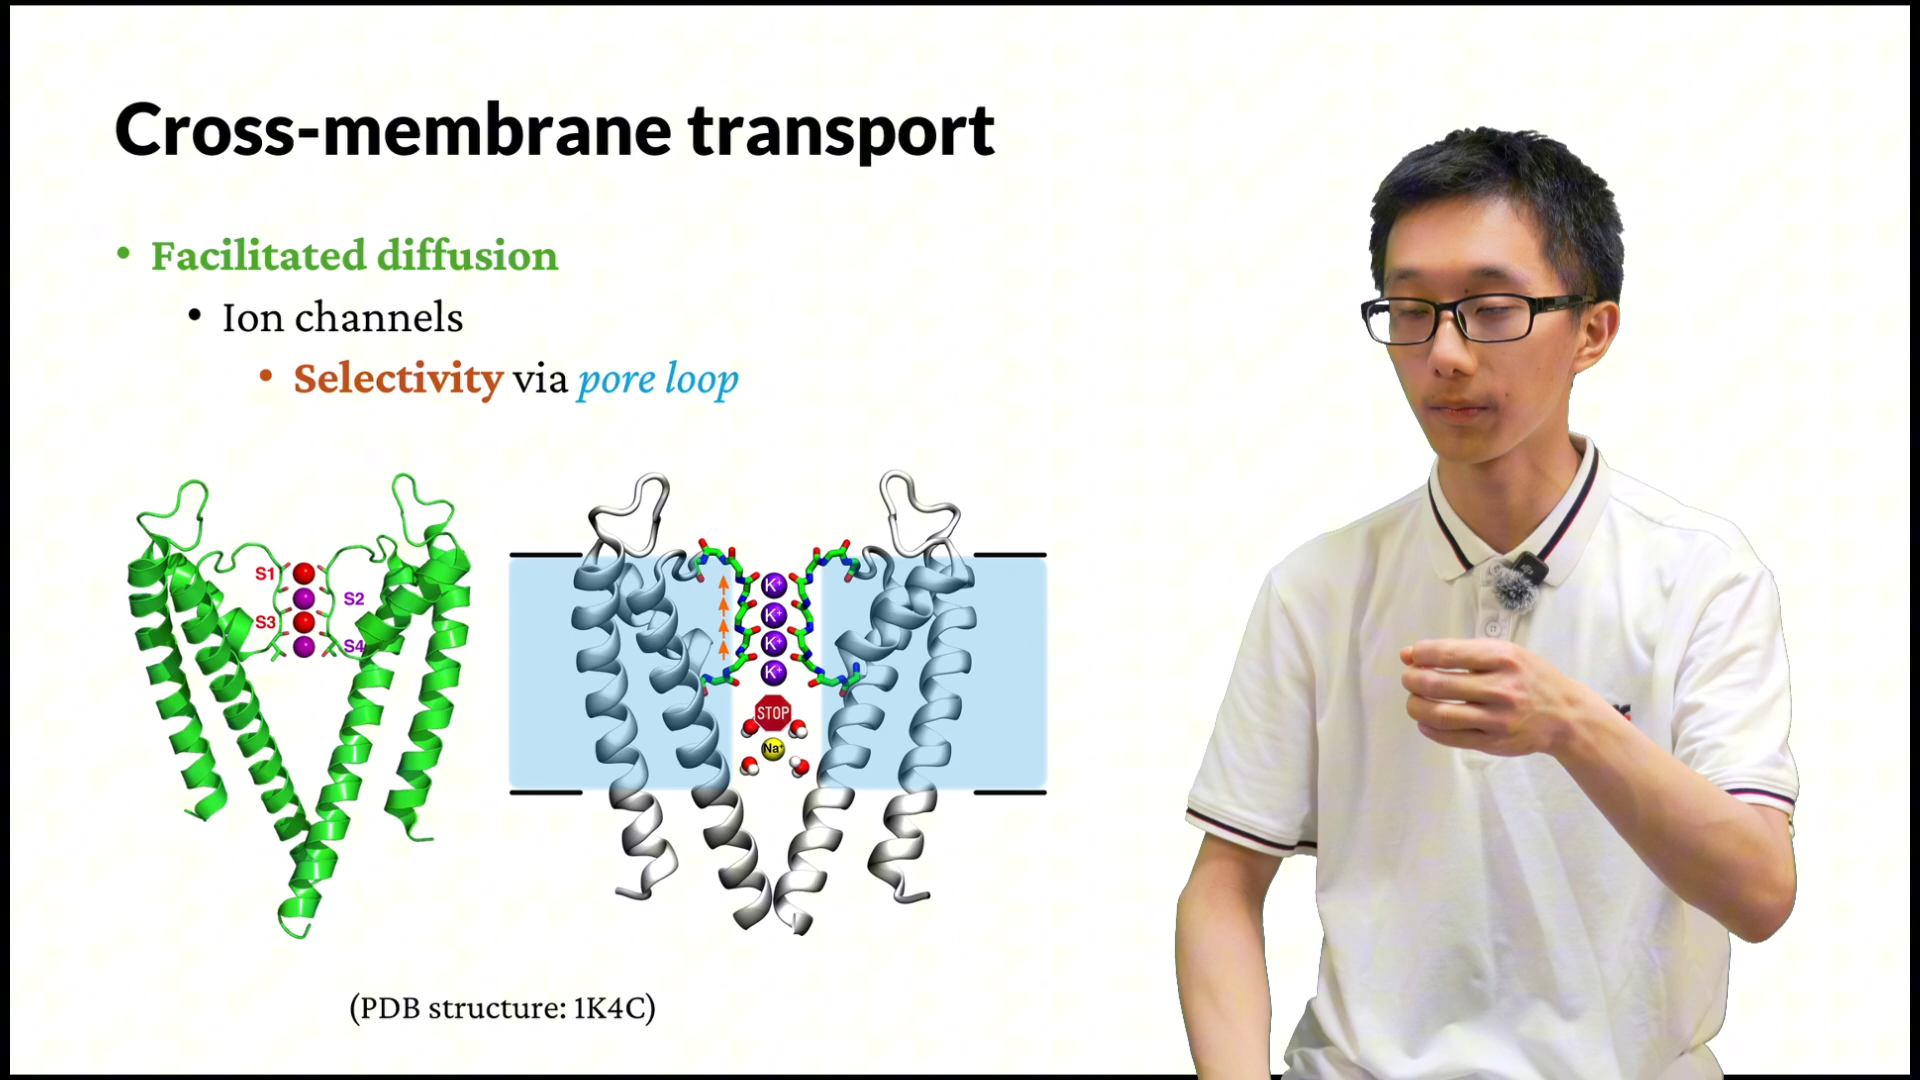 Cross-membrane transport
• Facilitated diffusion
• Ion channels
• Selectivity via pore loop
S1
S2
S3
S4
K+
K+
K+
K+
STOP
Na+
(PDB structure: 1K4C)